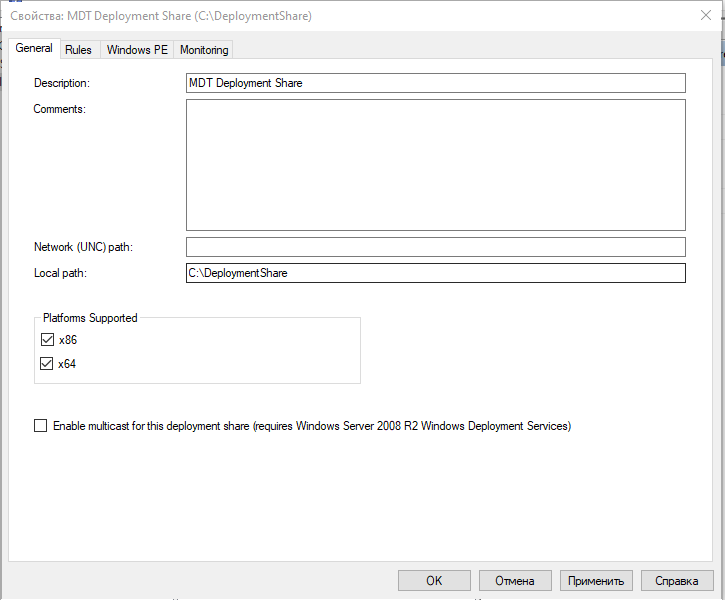 Свойства: MDT Deployment Share (C:\DeploymentShare)
General Rules Windows PE Monitoring
Description: MDT Deployment Share
Comments:
Network (UNC) path:
Local path: C:\DeploymentShare
Platforms Supported
x86
x64
Enable multicast for this deployment share (requires Windows Server 2008 R2 Windows Deployment Services)
OK Отмена Применить Справка